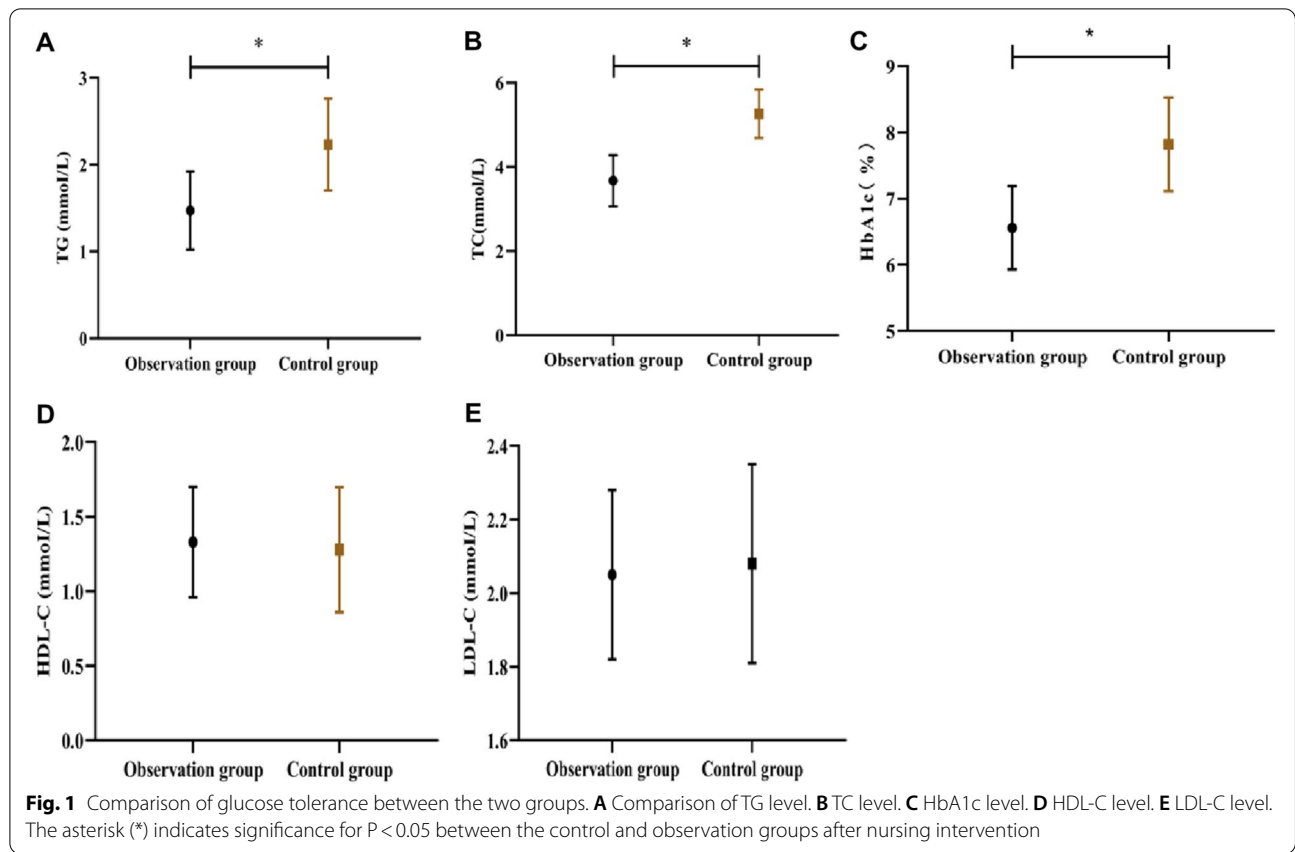 A
*
TG (mmol/L)
3
2
1
0
Observation group Control group
B
*
TC(mmol/L)
6
4
2
0
Observation group Control group
C
*
HbA1c( %)
9
8
7
6
5
Observation group Control group
D
HDL-C (mmol/L)
2.0
1.5
1.0
0.5
0.0
Observation group Control group
E
LDL-C (mmol/L)
2.4
2.2
2.0
1.8
1.6
Observation group Control group
Fig. 1 Comparison of glucose tolerance between the two groups. A Comparison of TG level. B TC level. C HbA1c level. D HDL-C level. E LDL-C level.
The asterisk (*) indicates significance for P < 0.05 between the control and observation groups after nursing intervention